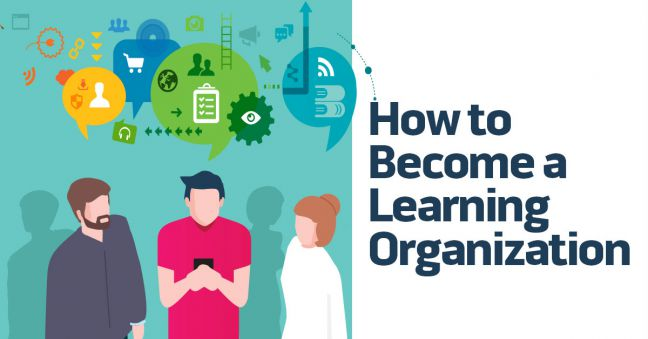 How to
Become a
Learning
Organization